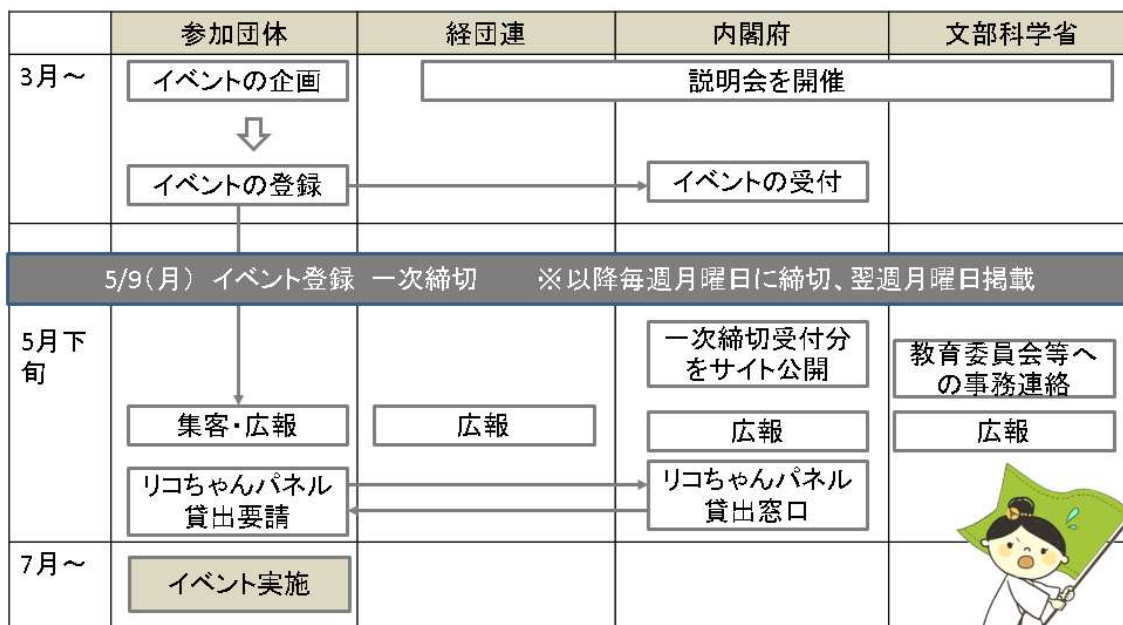 参加団体 経団連 内閣府 文部科学省
3月～
イベントの企画
説明会を開催
イベントの登録
イベントの受付
5/9(月) イベント登録 一次締切 ※以降毎週月曜日に締切、翌週月曜日掲載
5月下
旬
一次締切受付分
をサイト公開
教育委員会等へ
の事務連絡
集客・広報
広報
広報
広報
リコちゃんパネル
貸出要請
リコちゃんパネル
貸出窓口
7月～
イベント実施